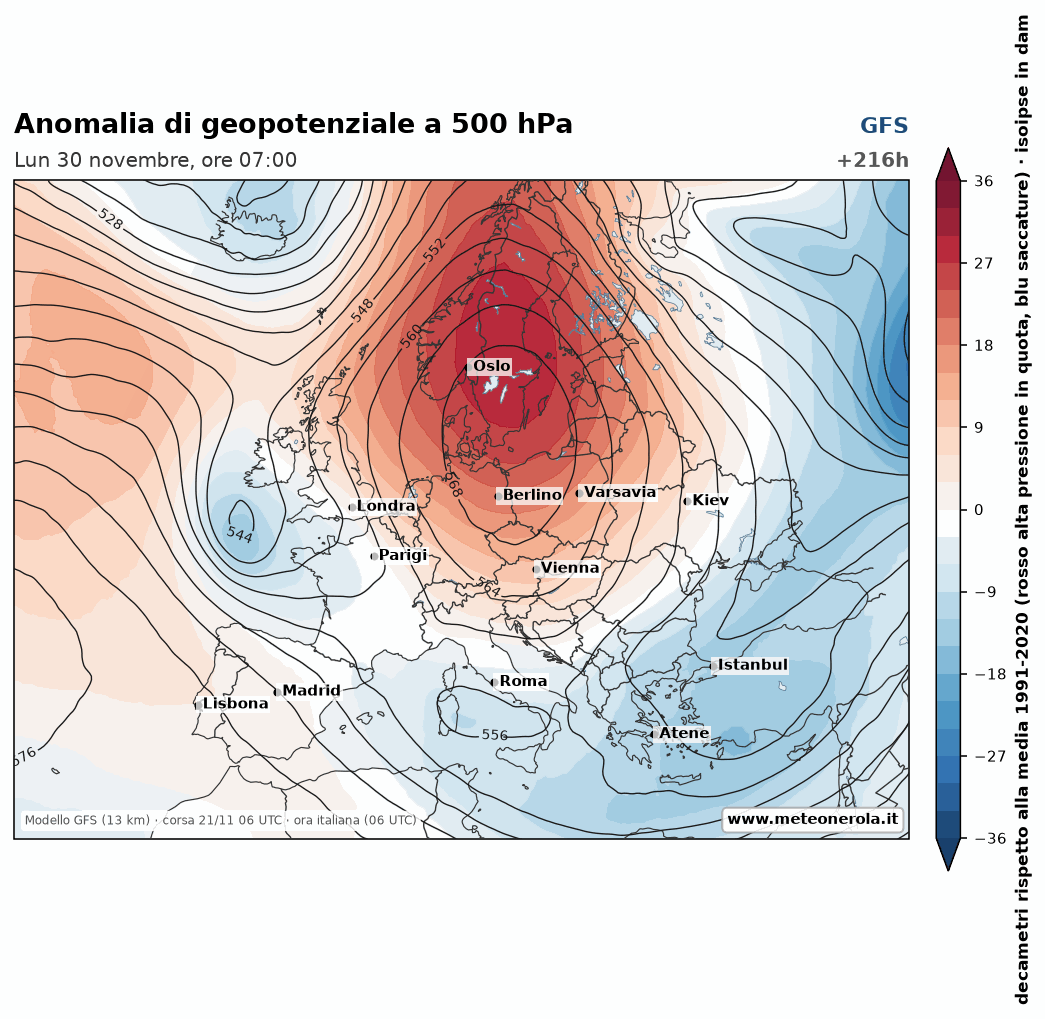 Anomalia di geopotenziale a 500 hPa
GFS
Lun 30 novembre, ore 07:00
+216h
528
552
548
560
Oslo
568
Berlino
Varsavia
Kiev
Londra
544
Parigi
Vienna
564
Istanbul
Roma
Madrid
Lisbona
Atene
556
576
Modello GFS (13 km) · corsa 21/11 06 UTC · ora italiana (06 UTC)
www.meteonerola.it
36
27
18
9
0
−9
−18
−27
−36
decametri rispetto alla media 1991-2020 (rosso alta pressione in quota, blu saccature) · isoipse in dam